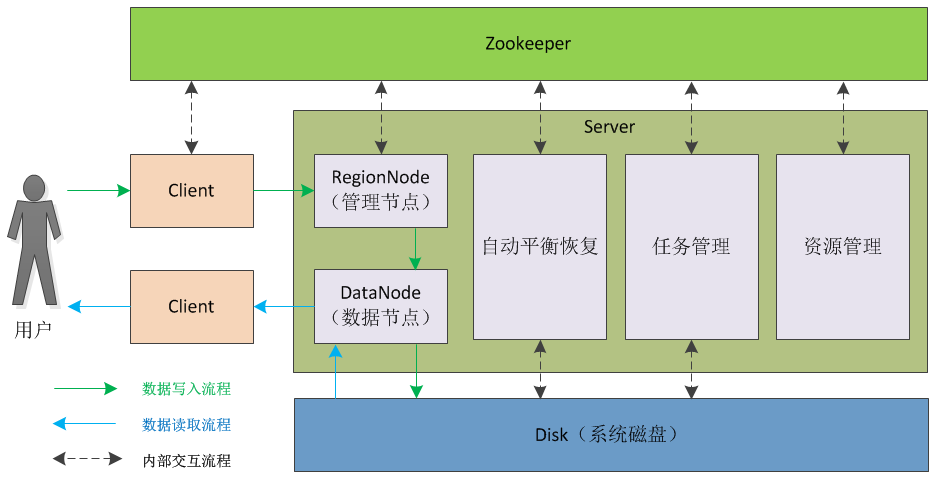 Zookeeper
Server
Client
RegionNode
（管理节点）
自动平衡恢复
任务管理
资源管理
Client
DataNode
（数据节点）
用户
数据写入流程
数据读取流程
内部交互流程
Disk（系统磁盘）